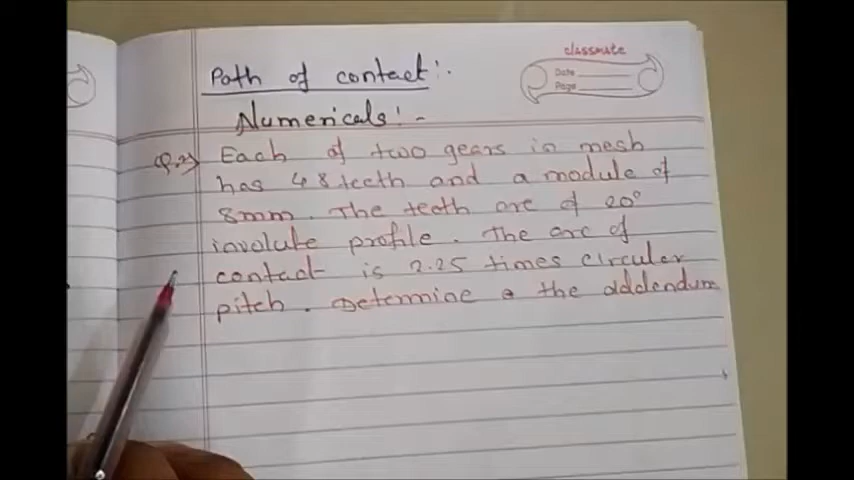 classmate
Date
Page
Path of contact:.
Numericals:-
Q.2) Each of two gears in mesh
has 48 teeth and a module of
8mm. The teeth are of 20°
involute profile. The arc of
contact is 2.25 times circular
pitch. Determine the addendum